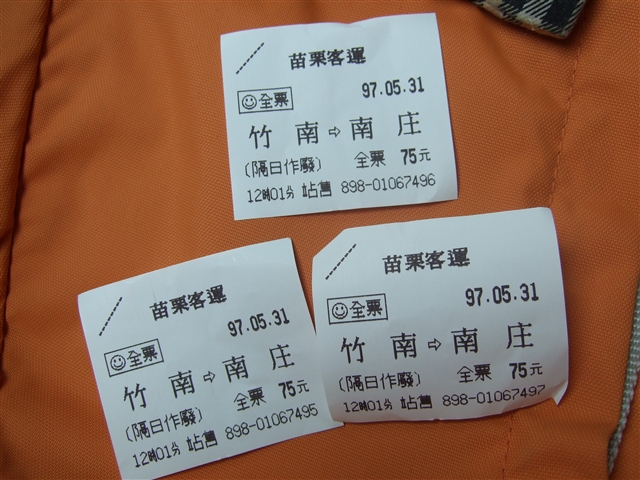 苗栗客運
97.05.31
全票
竹南⇨南庄
(隔日作廢) 全票 75元
12時01分 站售 898-01067496
苗栗客運
97.05.31
全票
竹南⇨南庄
全票 75元
(隔日作廢)
12時01分 站售 898-01067495
苗栗客運
97.05.31
全票
竹南⇨南庄
(隔日作廢) 全票 75元
12時01分 站售 898-01067497